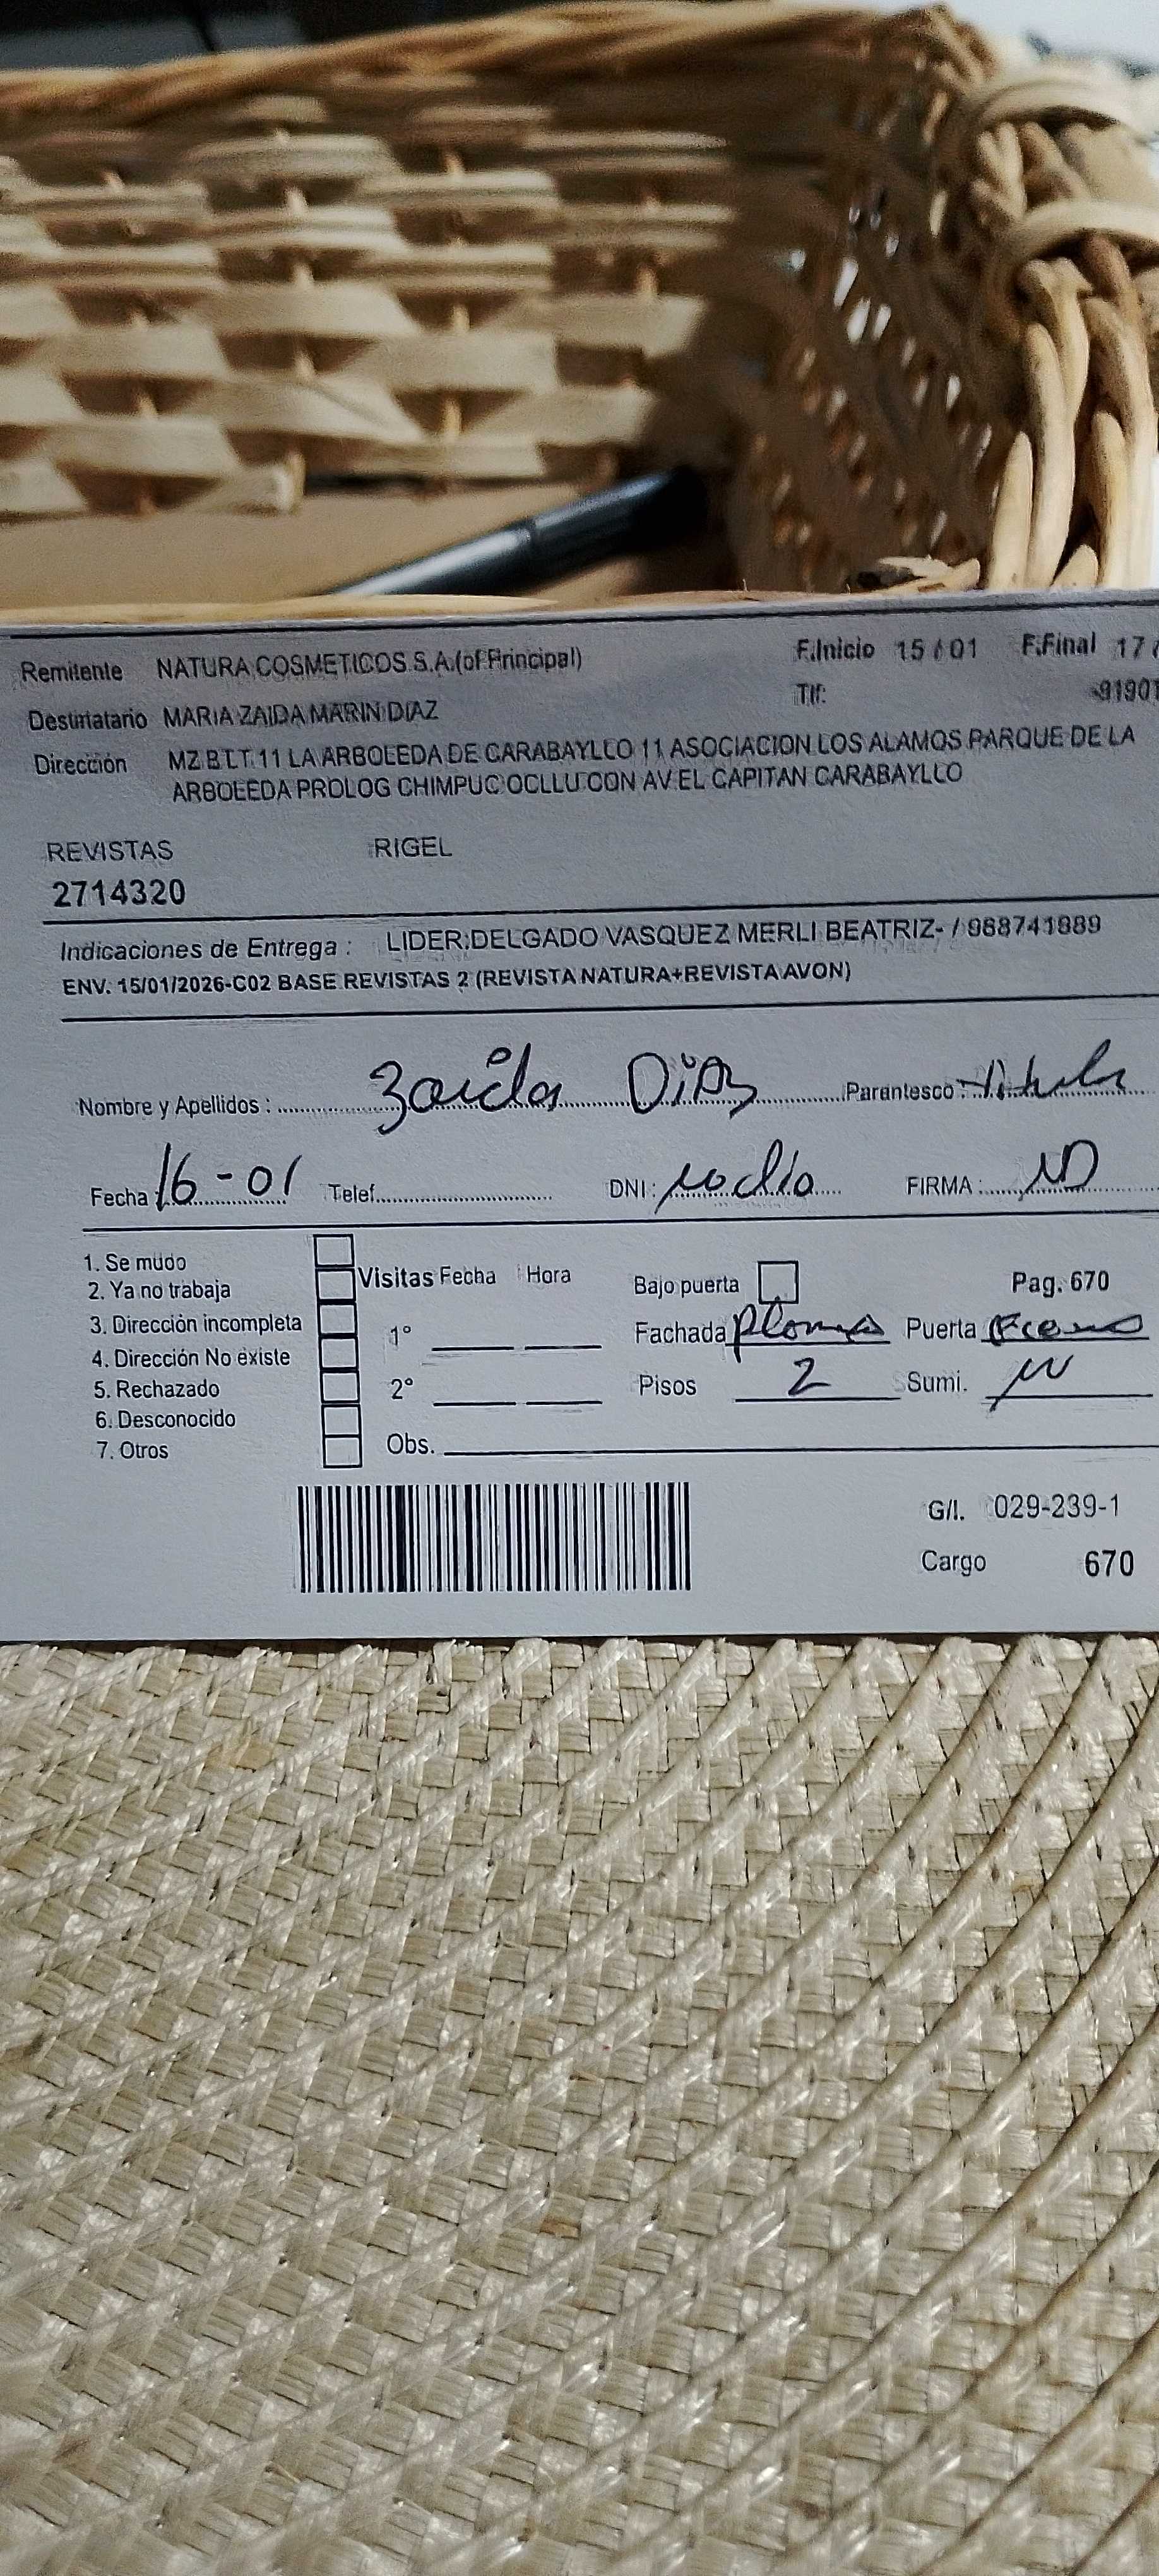 Remitente NATURA COSMETICOS S.A.(of Principal) F.Inicio 15 / 01 F.Final 17 /
Destinatario MARIA ZAIDA MARIN DIAZ Tlf: -91901
Dirección MZ B LT 11 LA ARBOLEDA DE CARABAYLLO 11 ASOCIACION LOS ALAMOS PARQUE DE LA
ARBOLEDA PROLOG CHIMPUC OCLLU CON AV EL CAPITAN CARABAYLLO
REVISTAS RIGEL
2714320
Indicaciones de Entrega : LIDER:DELGADO VASQUEZ MERLI BEATRIZ- / 968741889
ENV. 15/01/2026-C02 BASE REVISTAS 2 (REVISTA NATURA+REVISTA AVON)
Nombre y Apellidos : Zaida Diaz Parantesco : titular
Fecha : 16-01 Telef. DNI : no dio FIRMA : ND
1. Se mudo
2. Ya no trabaja Visitas Fecha Hora Bajo puerta Pag. 670
3. Dirección incompleta 1° Fachada Plomo Puerta
4. Dirección No existe
5. Rechazado 2° Pisos 2 Sumi. N
6. Desconocido
7. Otros Obs.
G/I. 029-239-1
Cargo 670